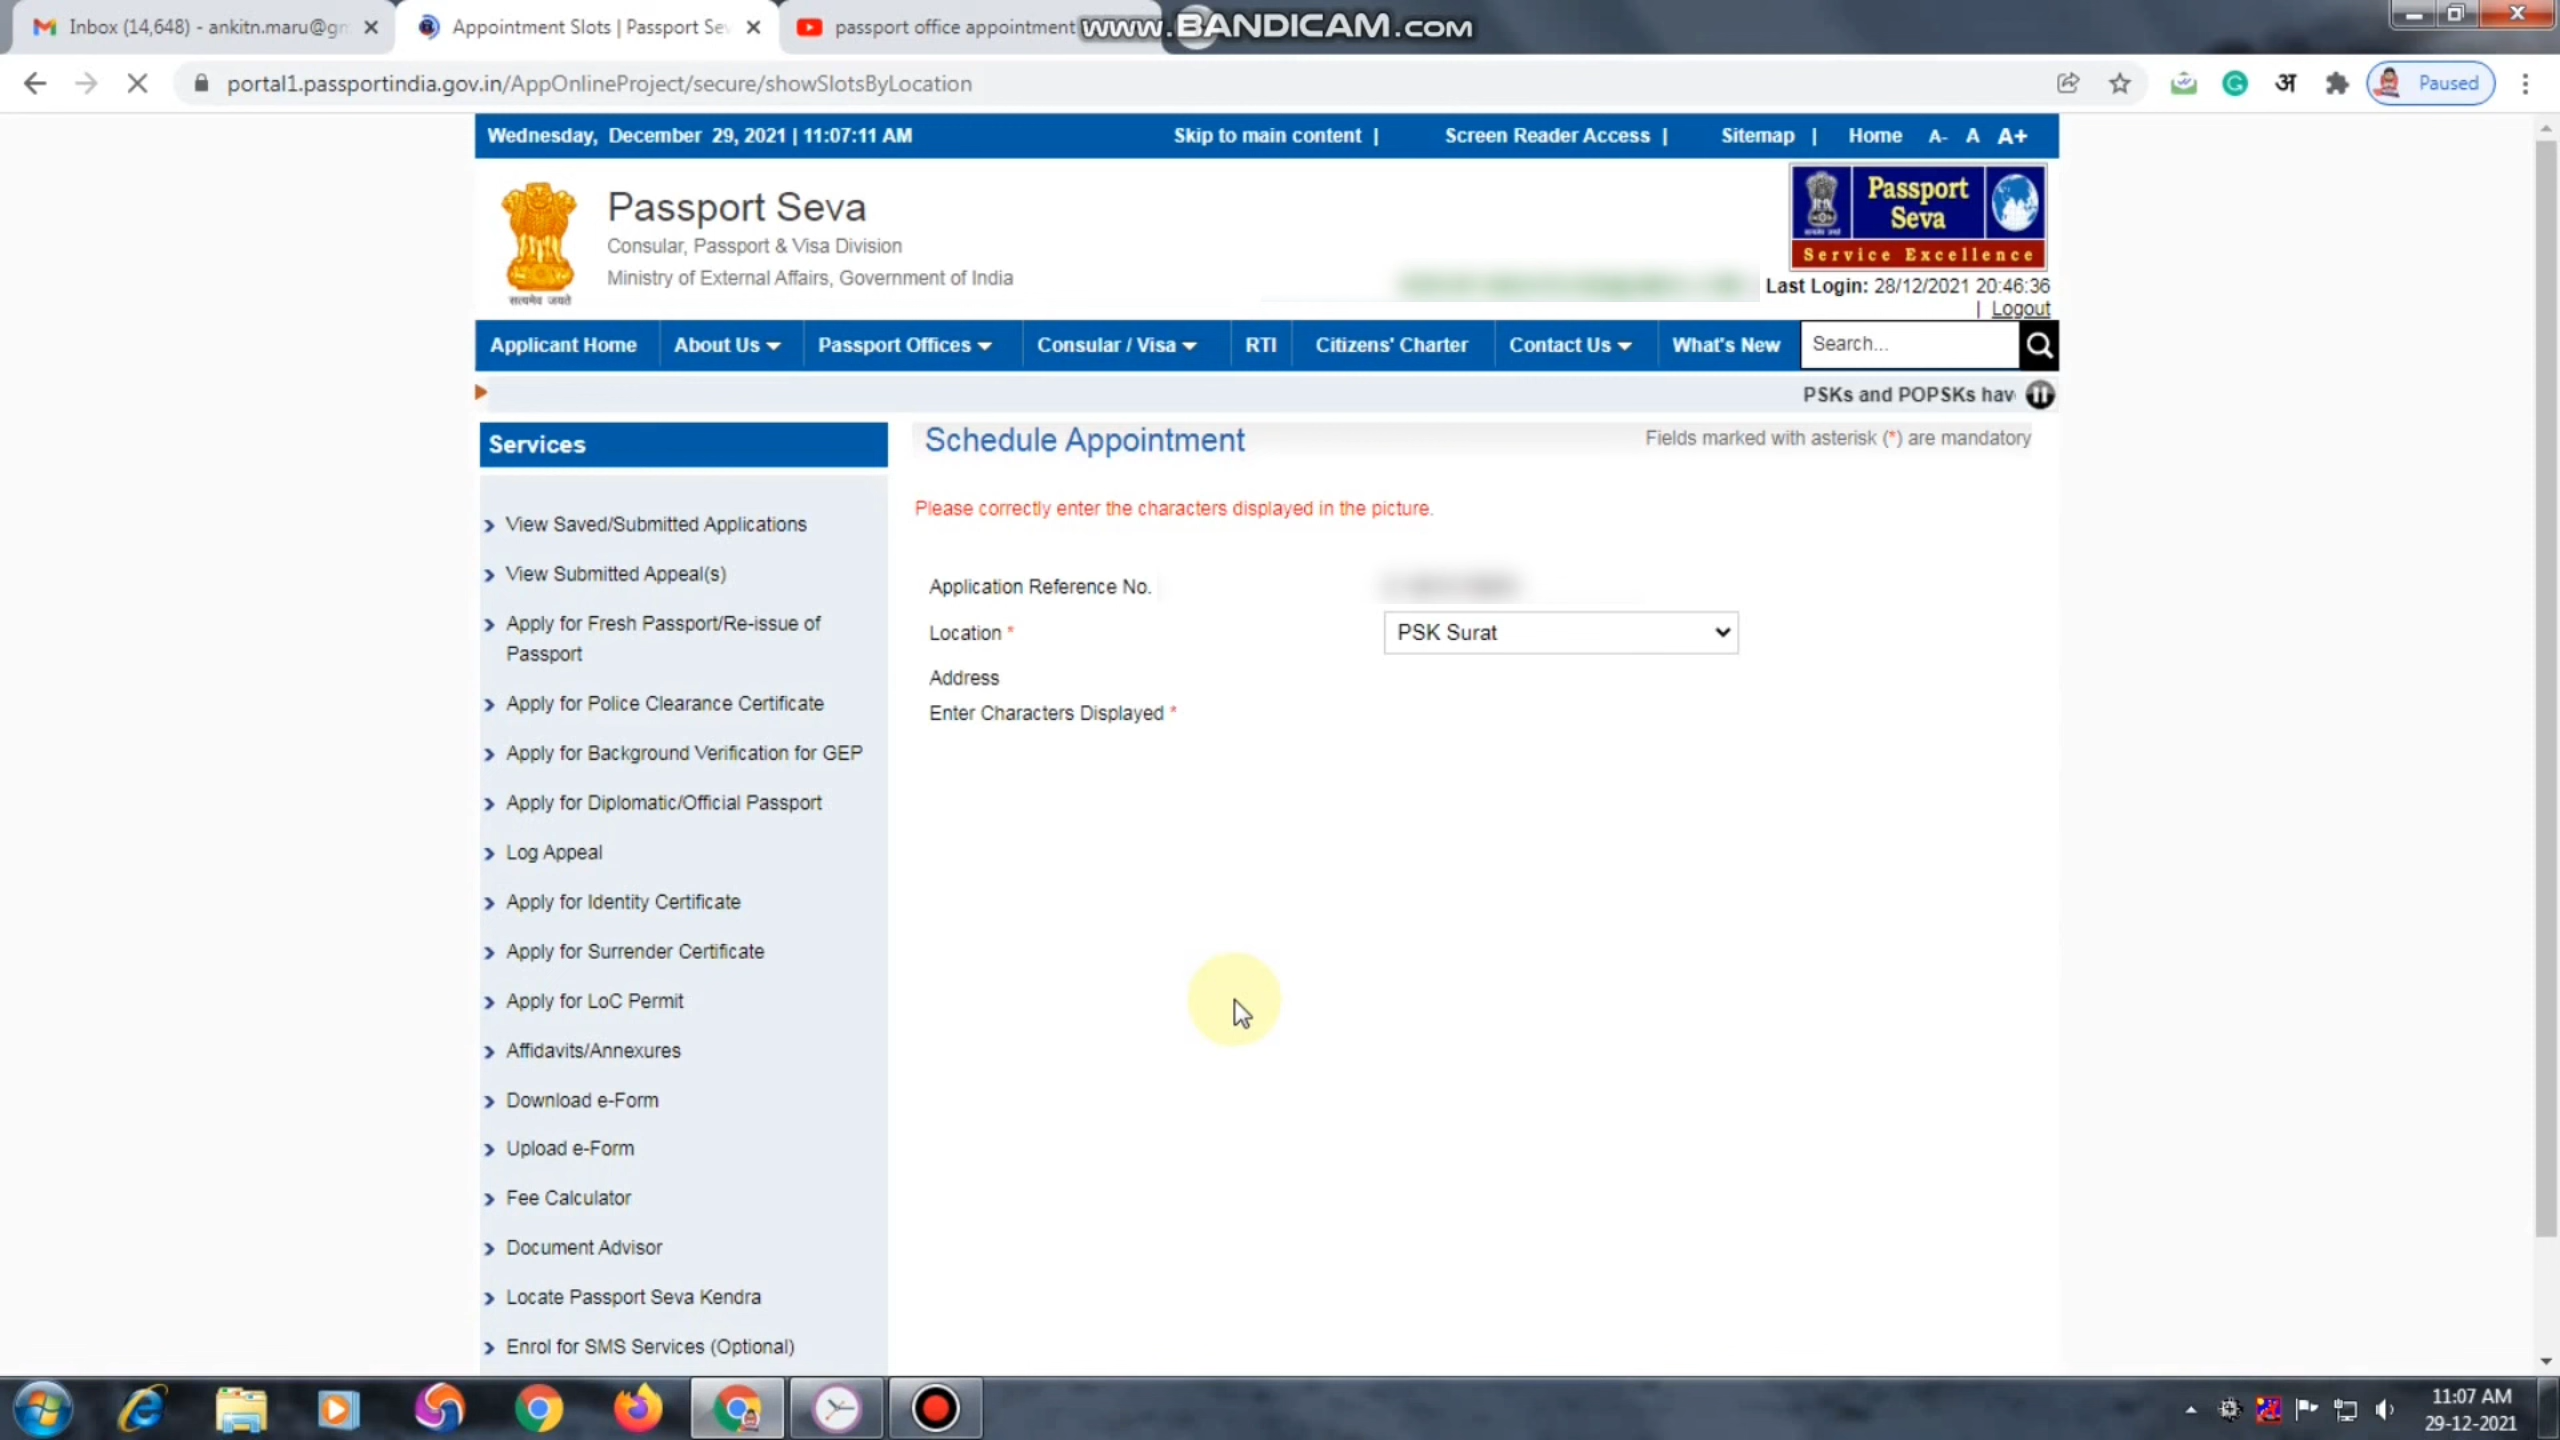 Inbox (14,648) - ankitn.maru@gm
Appointment Slots | Passport Sev
passport office appointment
www.BANDICAM.com
portal1.passportindia.gov.in/AppOnlineProject/secure/showSlotsByLocation
अ
Paused
Wednesday, December 29, 2021 | 11:07:11 AM
Skip to main content |
Screen Reader Access |
Sitemap |
Home
A- A A+
Passport Seva
Consular, Passport & Visa Division
Ministry of External Affairs, Government of India
सत्यमेव जयते
Passport
Seva
Service Excellence
Last Login: 28/12/2021 20:46:36
| Logout
Applicant Home
About Us
Passport Offices
Consular / Visa
RTI
Citizens' Charter
Contact Us
What's New
Search...
PSKs and POPSKs hav
Services
Schedule Appointment
Fields marked with asterisk (*) are mandatory
Please correctly enter the characters displayed in the picture.
View Saved/Submitted Applications
View Submitted Appeal(s)
Apply for Fresh Passport/Re-issue of
Passport
Apply for Police Clearance Certificate
Apply for Background Verification for GEP
Apply for Diplomatic/Official Passport
Log Appeal
Apply for Identity Certificate
Apply for Surrender Certificate
Apply for LoC Permit
Affidavits/Annexures
Download e-Form
Upload e-Form
Fee Calculator
Document Advisor
Locate Passport Seva Kendra
Enrol for SMS Services (Optional)
Application Reference No.
Location *
PSK Surat
Address
Enter Characters Displayed *
11:07 AM
29-12-2021